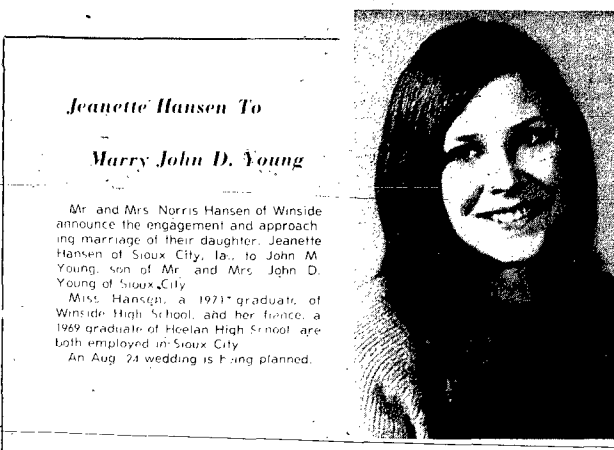 Jeanette Hansen To
Marry John D. Young
Mr and Mrs Norris Hansen of Winside
announce the engagement and approach
ing marriage of their daughter, Jeanette
Hansen of Sioux City, Ia., to John M
Young, son of Mr and Mrs John D.
Young of Sioux City
Miss Hansen, a 1971 graduate of
Winside High School, and her fiance, a
1969 graduate of Heelan High School are
both employed in Sioux City
An Aug 24 wedding is being planned.